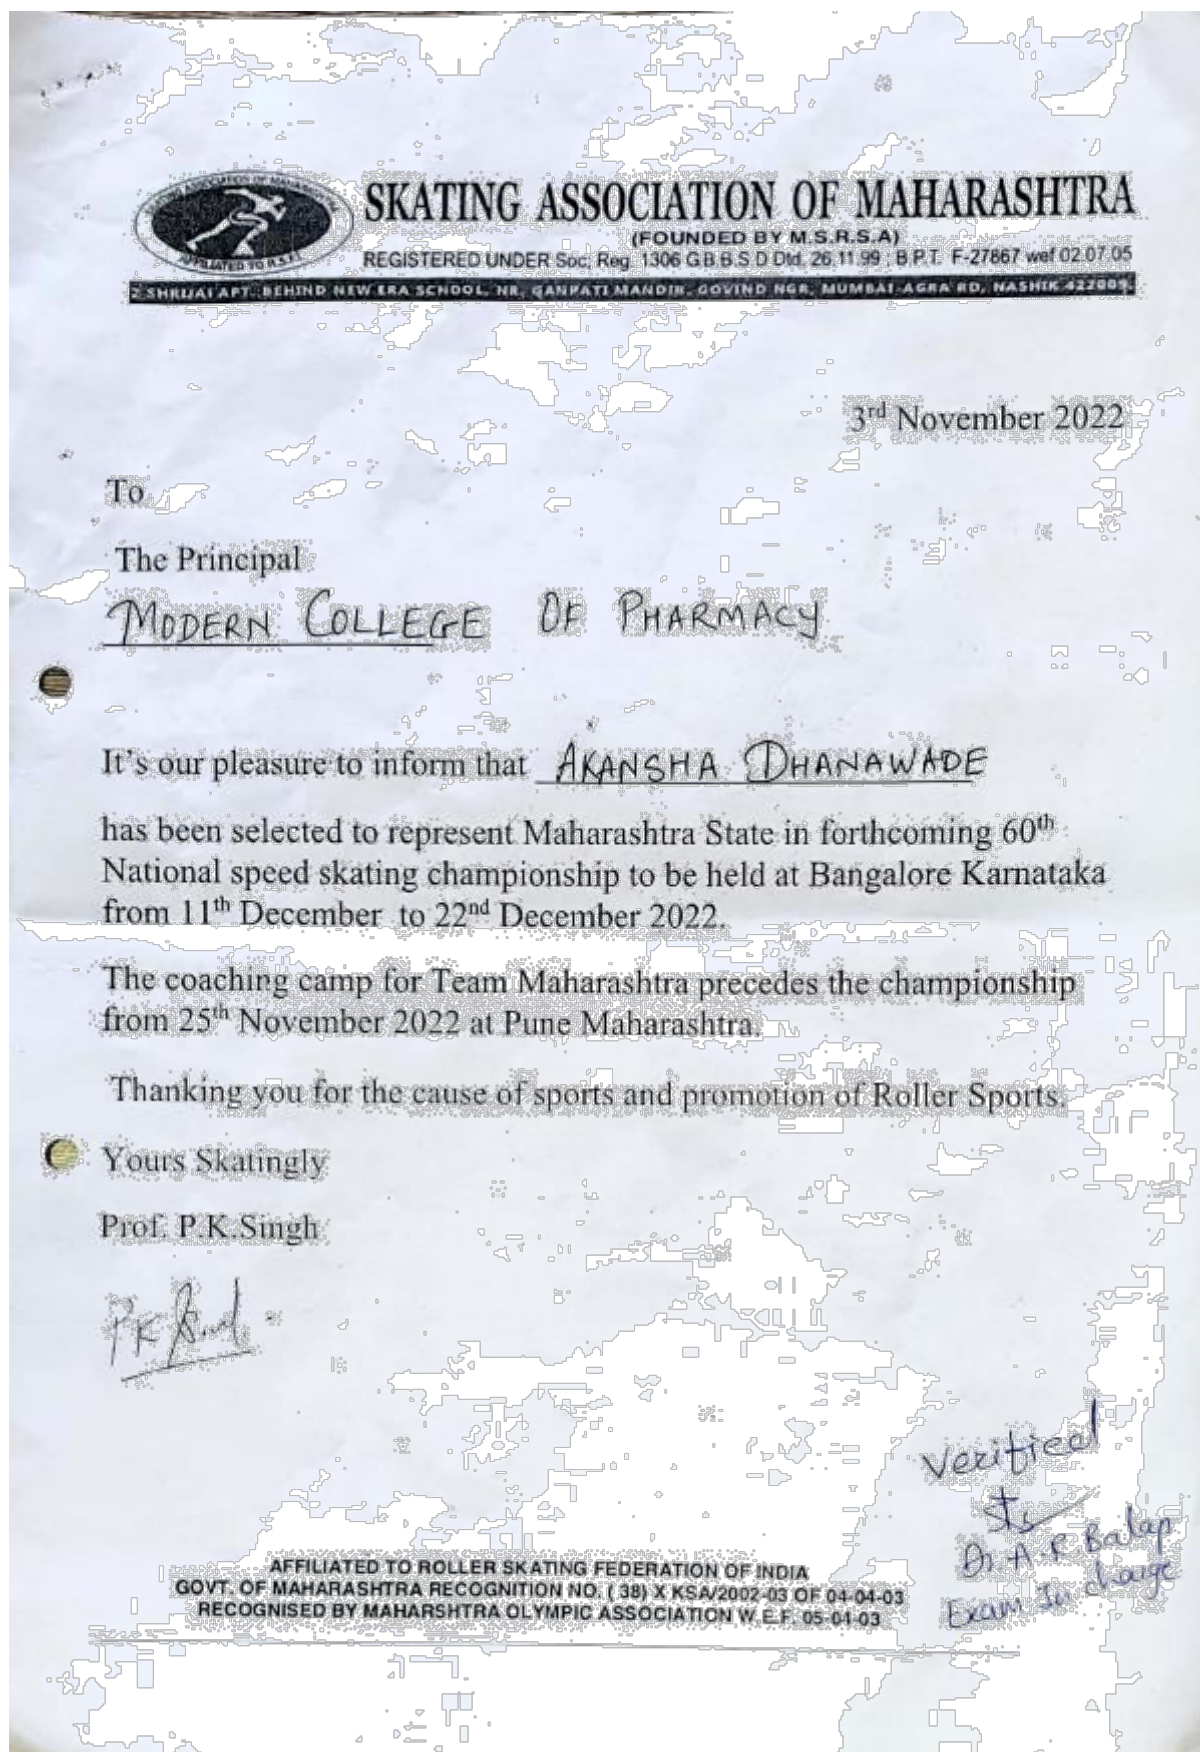 SKATING ASSOCIATION OF MAHARASHTRA
(FOUNDED BY M.S.R.S.A)
REGISTERED UNDER Soc. Reg. 1306 G.B.B.S.D Dtd. 26.11.99 ; B.P.T. F-27867 wef 02.07.05
2 SHRIJAI APT. BEHIND NEW ERA SCHOOL, NR. GANPATI MANDIR, GOVIND NGR, MUMBAI-AGRA RD, NASHIK 422009.
AFFILIATED TO R.S.F.I.
3rd November 2022
To
The Principal
MODERN COLLEGE OF PHARMACY
It's our pleasure to inform that AKANSHA DHANAWADE
has been selected to represent Maharashtra State in forthcoming 60th
National speed skating championship to be held at Bangalore Karnataka
from 11th December to 22nd December 2022.
The coaching camp for Team Maharashtra precedes the championship
from 25th November 2022 at Pune Maharashtra.
Thanking you for the cause of sports and promotion of Roller Sports.
Yours Skatingly
Prof. P.K.Singh
Verified
Dr A R Balap
Exam In charge
AFFILIATED TO ROLLER SKATING FEDERATION OF INDIA
GOVT. OF MAHARASHTRA RECOGNITION NO. ( 38) X KSA/2002-03 OF 04-04-03
RECOGNISED BY MAHARSHTRA OLYMPIC ASSOCIATION W.E.F. 05-04-03